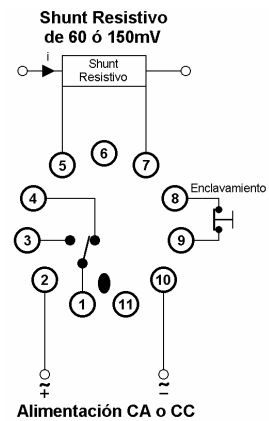 Shunt Resistivo
de 60 ó 150mV
i
Shunt
Resistivo
5
6
7
4
8
Enclavamiento
3
9
2
10
1
11
~
+
~
−
Alimentación CA o CC